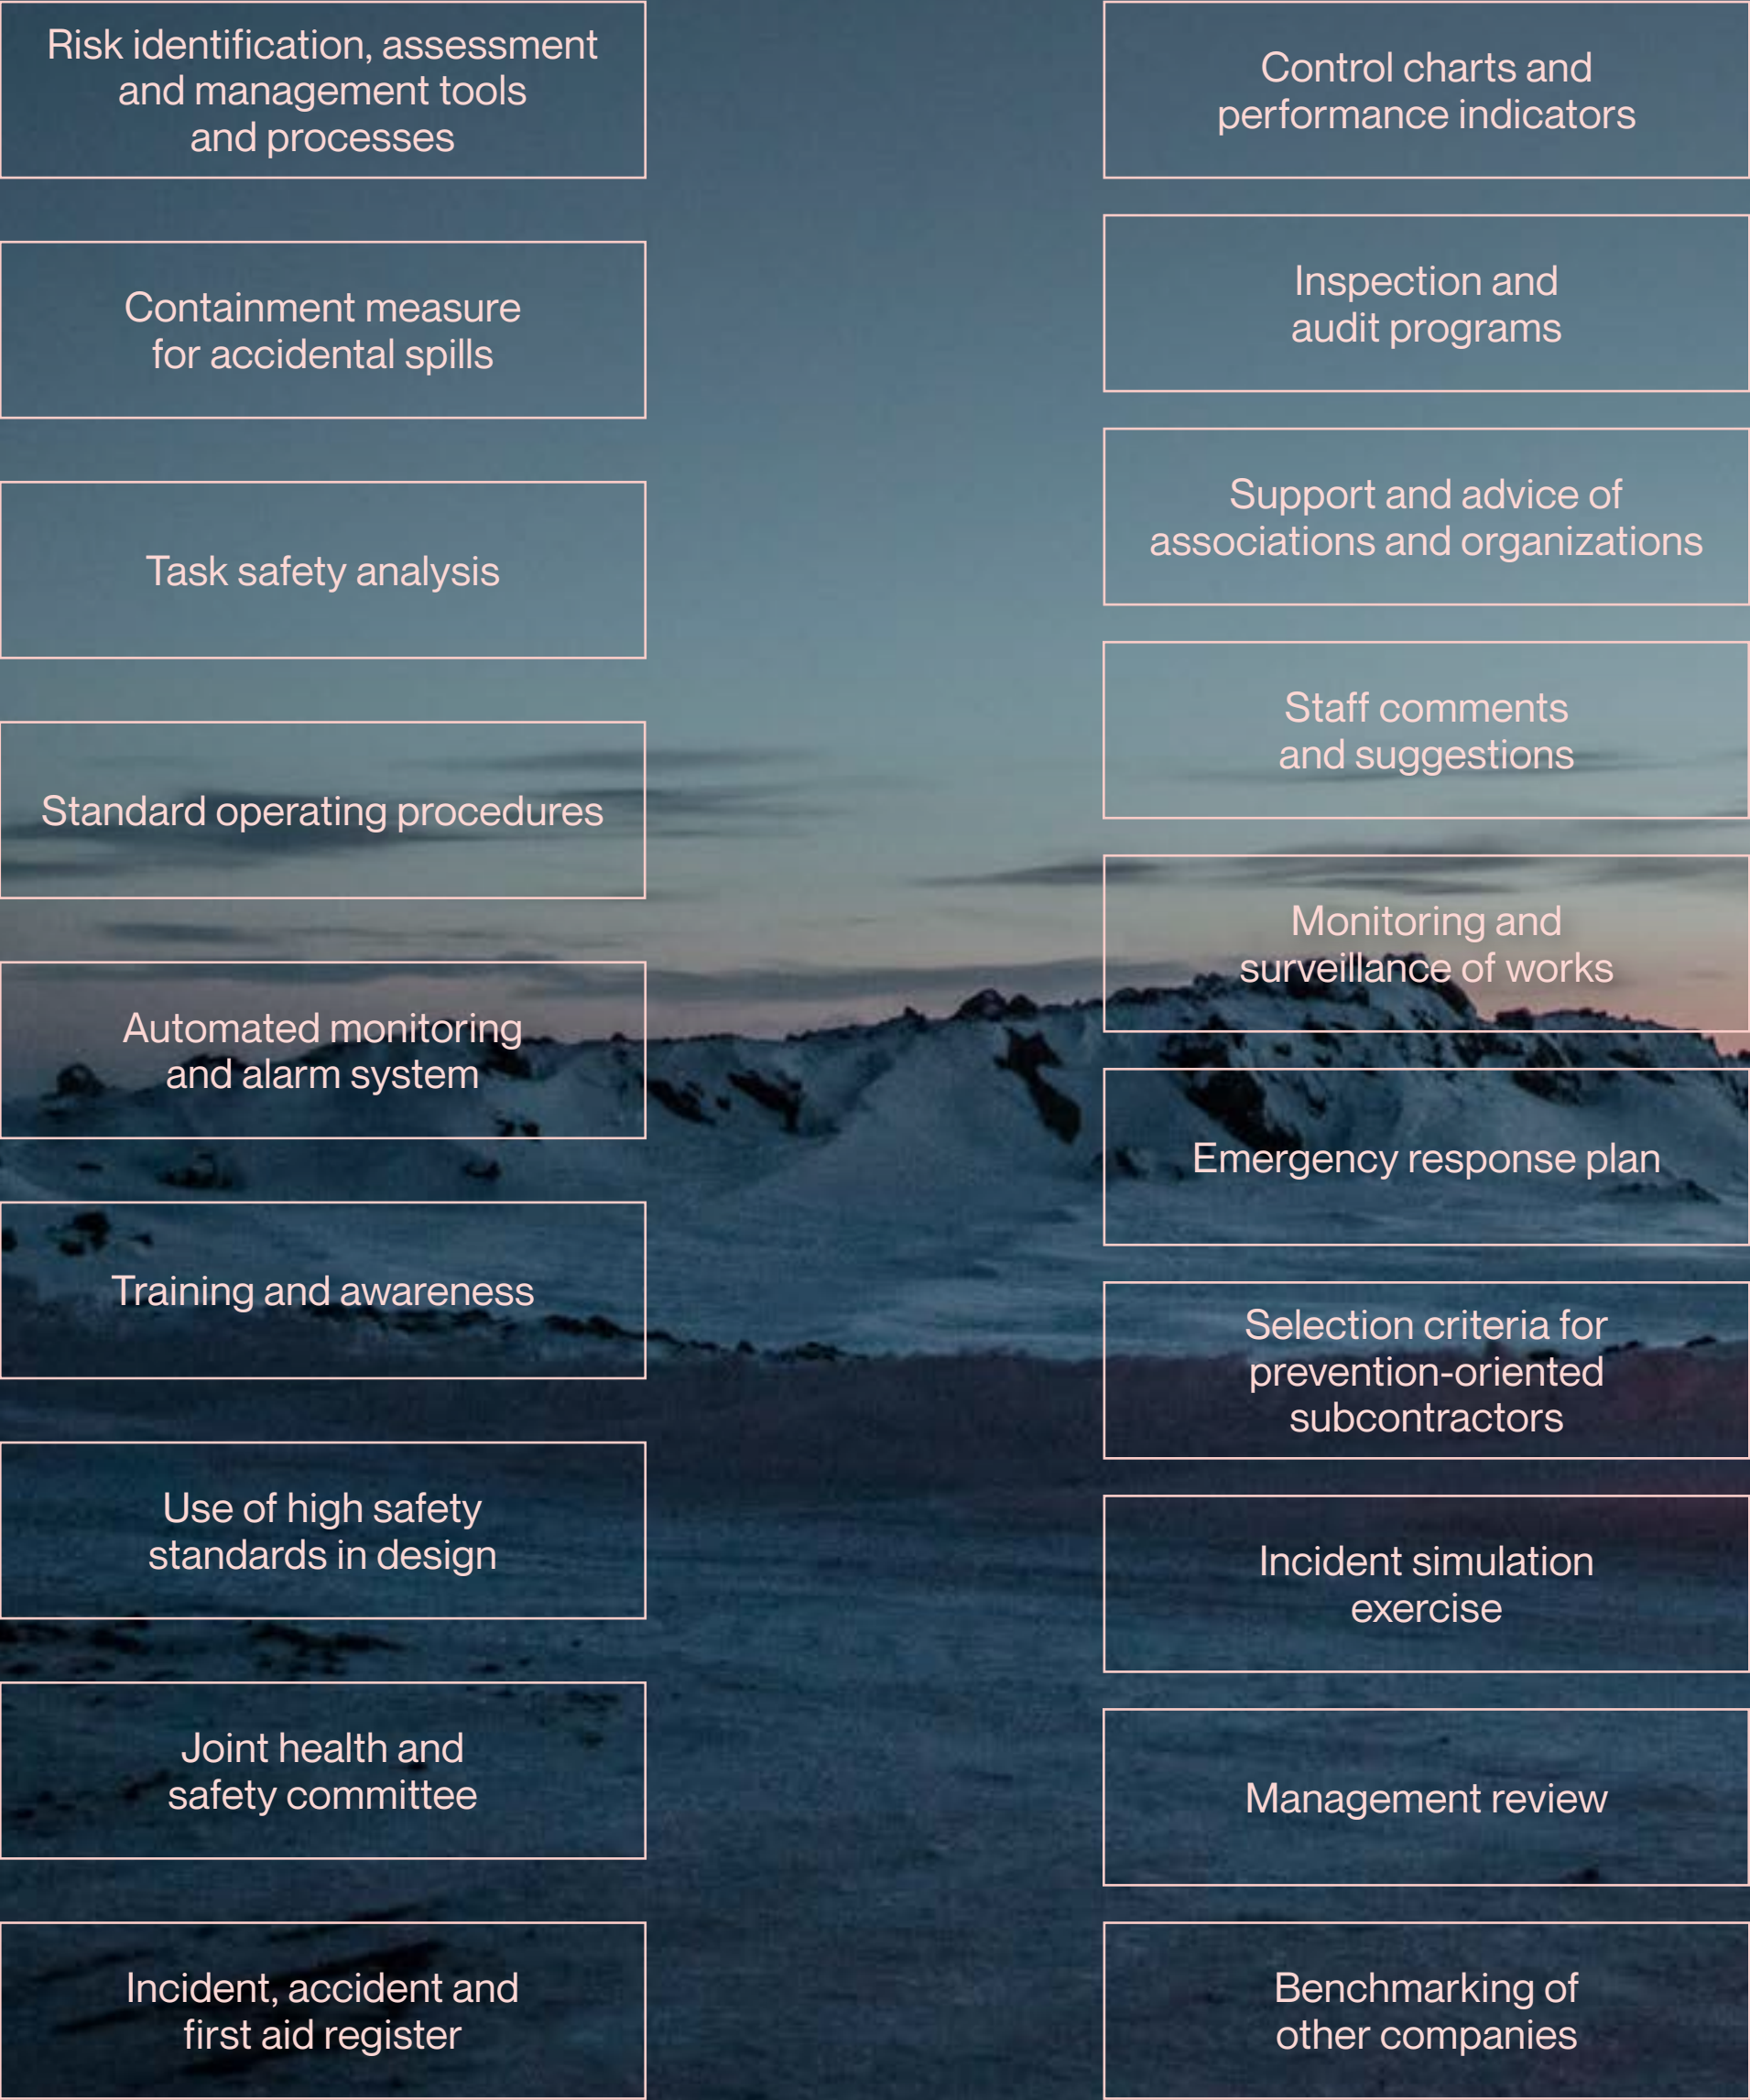 Risk identification, assessment
and management tools
and processes
Containment measure
for accidental spills
Task safety analysis
Standard operating procedures
Automated monitoring
and alarm system
Training and awareness
Use of high safety
standards in design
Joint health and
safety committee
Incident, accident and
first aid register
Control charts and
performance indicators
Inspection and
audit programs
Support and advice of
associations and organizations
Staff comments
and suggestions
Monitoring and
surveillance of works
Emergency response plan
Selection criteria for
prevention-oriented
subcontractors
Incident simulation
exercise
Management review
Benchmarking of
other companies